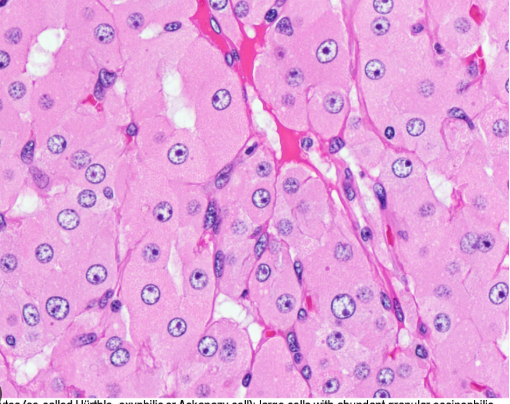 (so-called Hürthle, oxyphilic or Askanazy cell): large cells with abundant granular eosinophilic